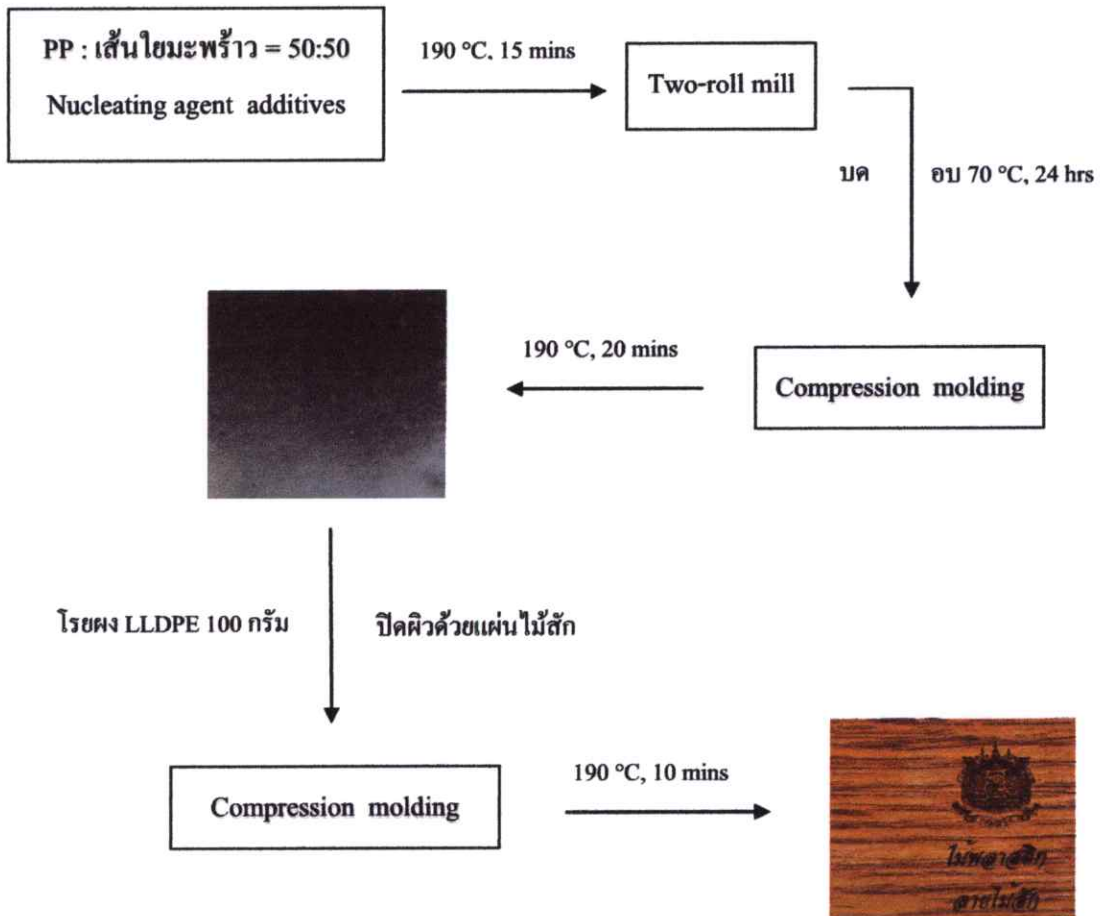 PP : เส้นใยมะพร้าว = 50:50
Nucleating agent additives
190 °C, 15 mins
Two-roll mill
บด
อบ 70 °C, 24 hrs
190 °C, 20 mins
Compression molding
โรยผง LLDPE 100 กรัม
ปิดผิวด้วยแผ่นไม้สัก
Compression molding
190 °C, 10 mins
ไม้พลาสติก
ลายไม้สัก